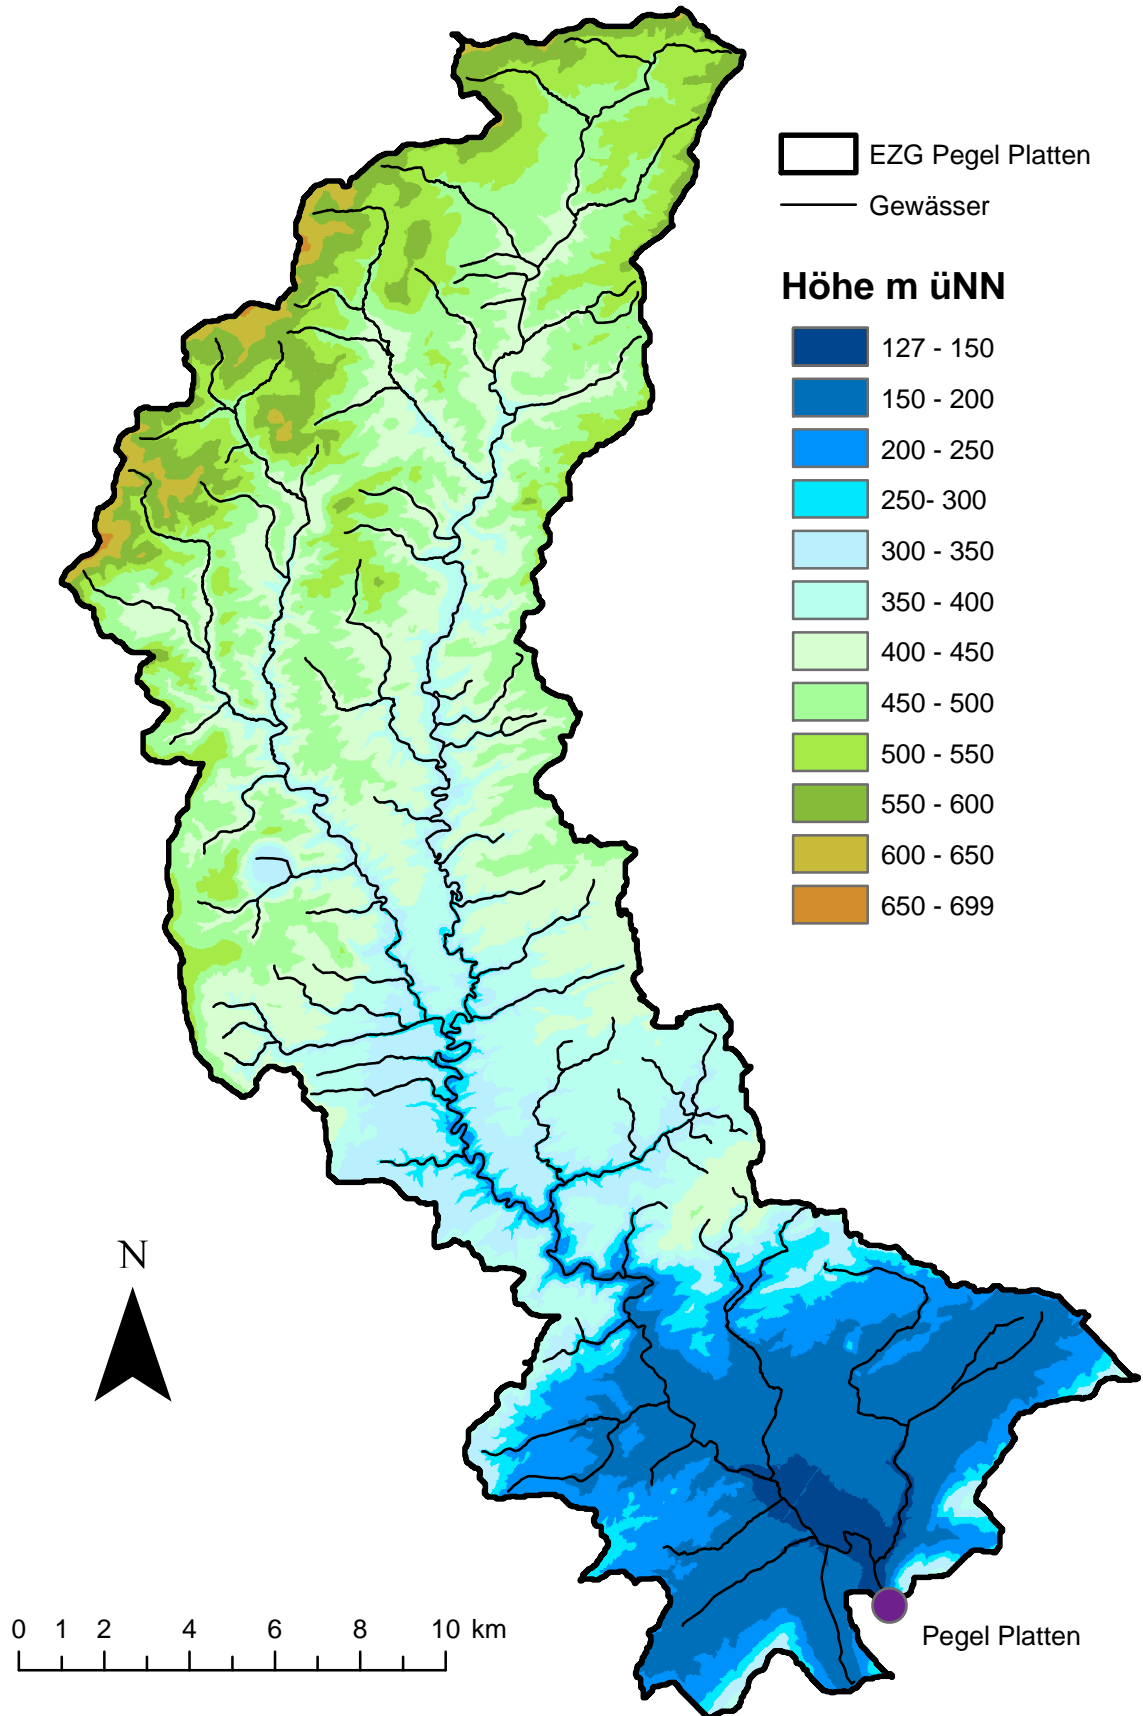 EZG Pegel Platten
Gewässer
Höhe m üNN
127 - 150
150 - 200
200 - 250
250- 300
300 - 350
350 - 400
400 - 450
450 - 500
500 - 550
550 - 600
600 - 650
650 - 699
N
0 1 2 4 6 8 10 km
Pegel Platten